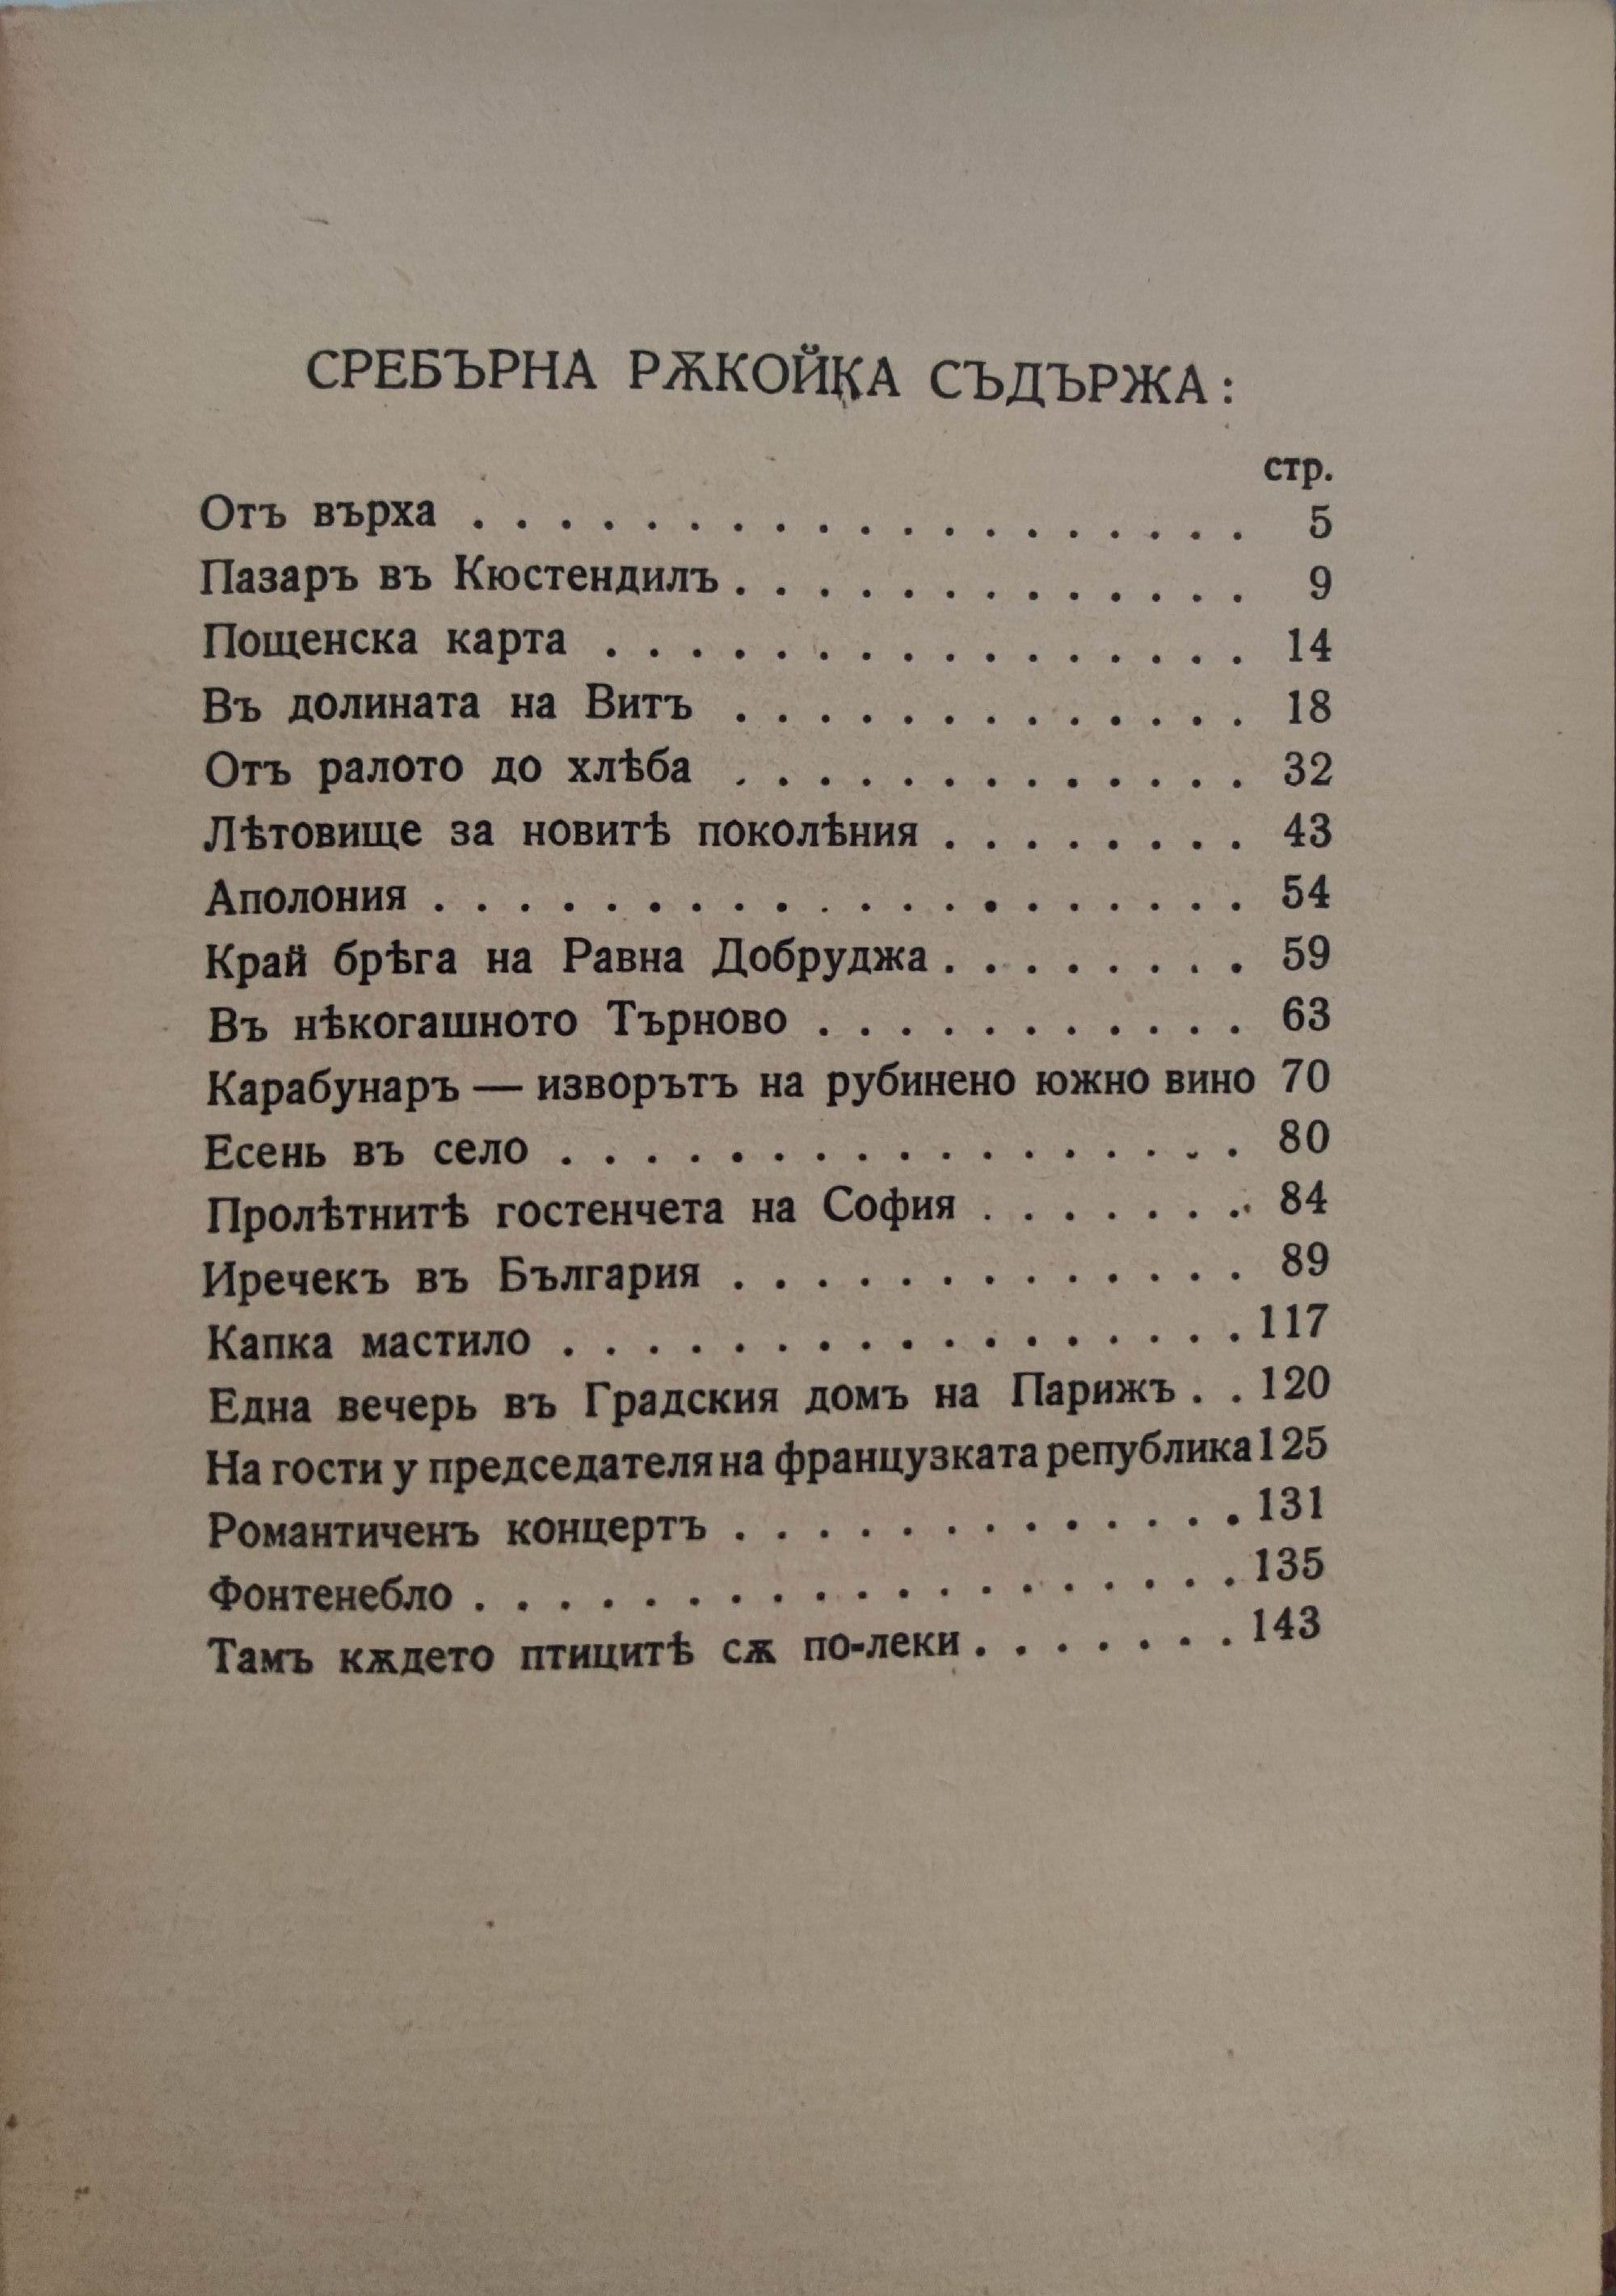 СРЕБЪРНА РѪКОЙКА СЪДЪРЖА:
стр.
Отъ върха . . . . . . . . . . . . . . . . . . . 5
Пазаръ въ Кюстендилъ . . . . . . . . . . . . . 9
Пощенска карта . . . . . . . . . . . . . . . . 14
Въ долината на Витъ . . . . . . . . . . . . . 18
Отъ ралото до хлѣба . . . . . . . . . . . . . 32
Лѣтовище за новитѣ поколѣния . . . . . . . . 43
Аполония . . . . . . . . . . . . . . . . . . . . 54
Край брѣга на Равна Добруджа . . . . . . . . 59
Въ нѣкогашното Търново . . . . . . . . . . . 63
Карабунаръ — изворътъ на рубинено южно вино 70
Есень въ село . . . . . . . . . . . . . . . . . 80
Пролѣтнитѣ гостенчета на София . . . . . . . 84
Иречекъ въ България . . . . . . . . . . . . . 89
Капка мастило . . . . . . . . . . . . . . . . . 117
Една вечерь въ Градския домъ на Парижъ . . 120
На гости у председателя на французката република 125
Романтиченъ концертъ . . . . . . . . . . . . . 131
Фонтенебло . . . . . . . . . . . . . . . . . . . 135
Тамъ кѫдето птицитѣ сѫ по-леки . . . . . . . 143